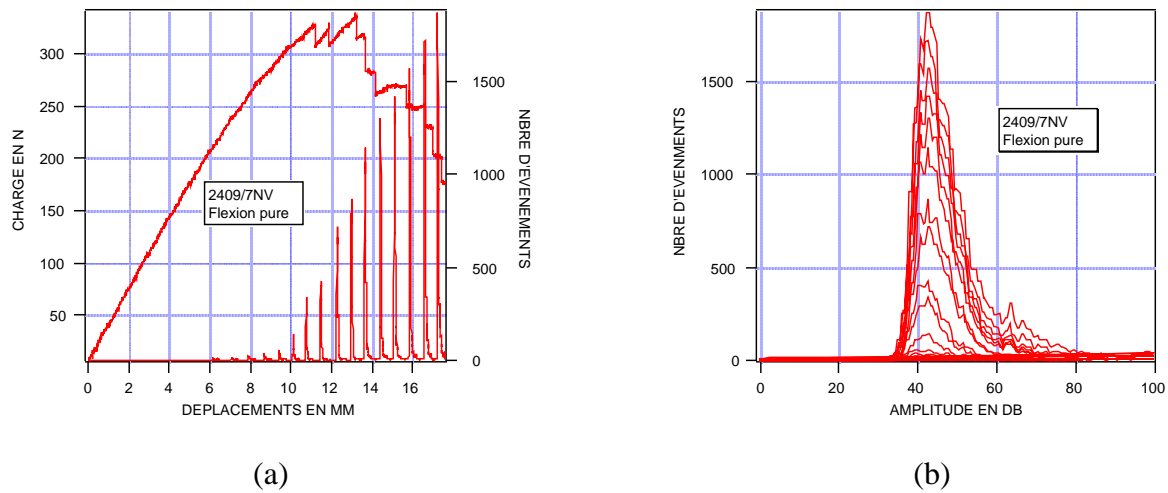 300
250
200
150
100
50
CHARGE EN N
0
2
4
6
8
10
12
14
16
DEPLACEMENTS EN MM
1500
1000
500
0
NBRE D'EVENEMENTS
2409/7NV
Flexion pure
(a)
1500
1000
500
0
NBRE D'EVENMENTS
0
20
40
60
80
100
AMPLITUDE EN DB
2409/7NV
Flexion pure
(b)